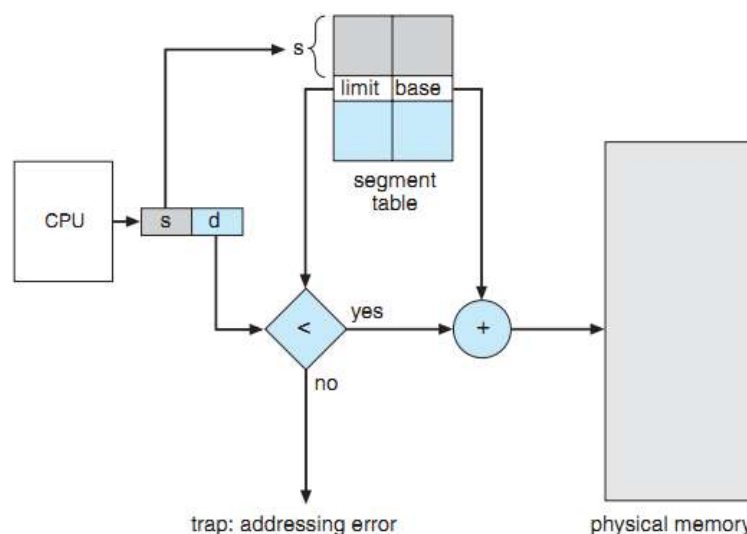 s
limit base
segment
table
CPU
s d
<
yes
+
no
trap: addressing error
physical memory